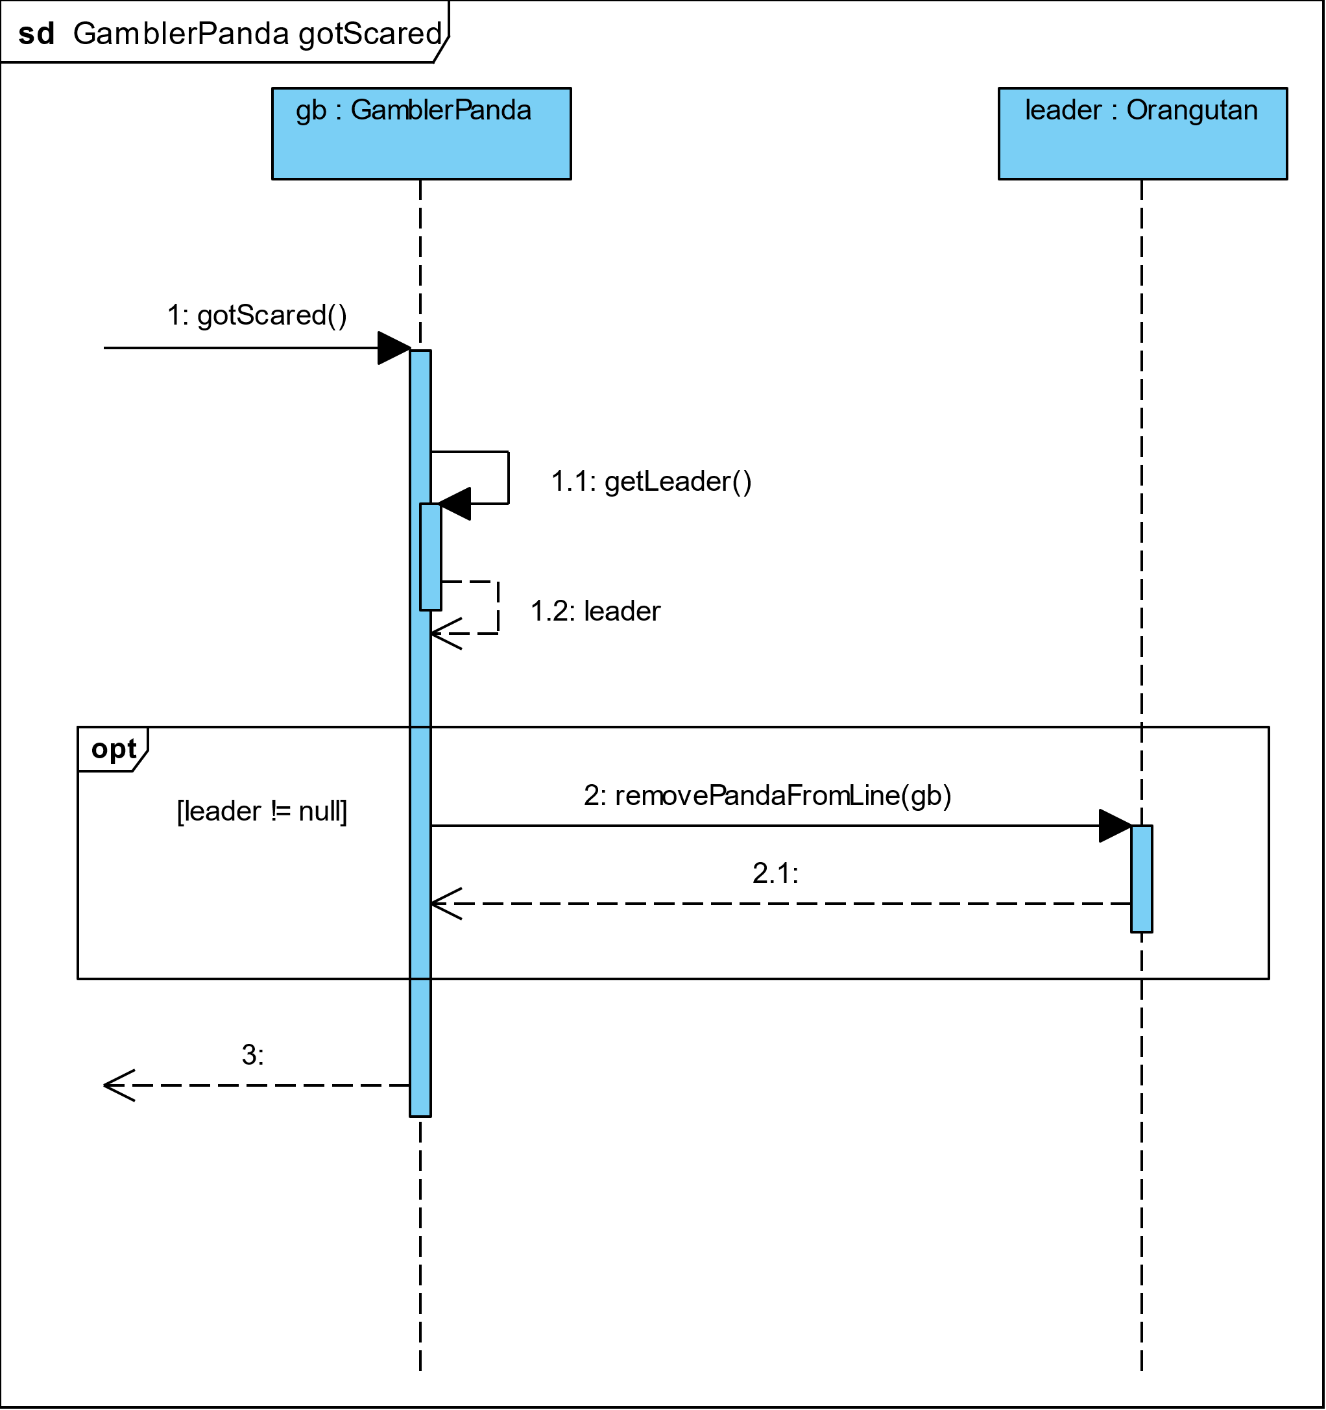 sd GamblerPanda gotScared
gb : GamblerPanda
leader : Orangutan
1: gotScared()
1.1: getLeader()
1.2: leader
opt
2: removePandaFromLine(gb)
[leader != null]
2.1:
3: